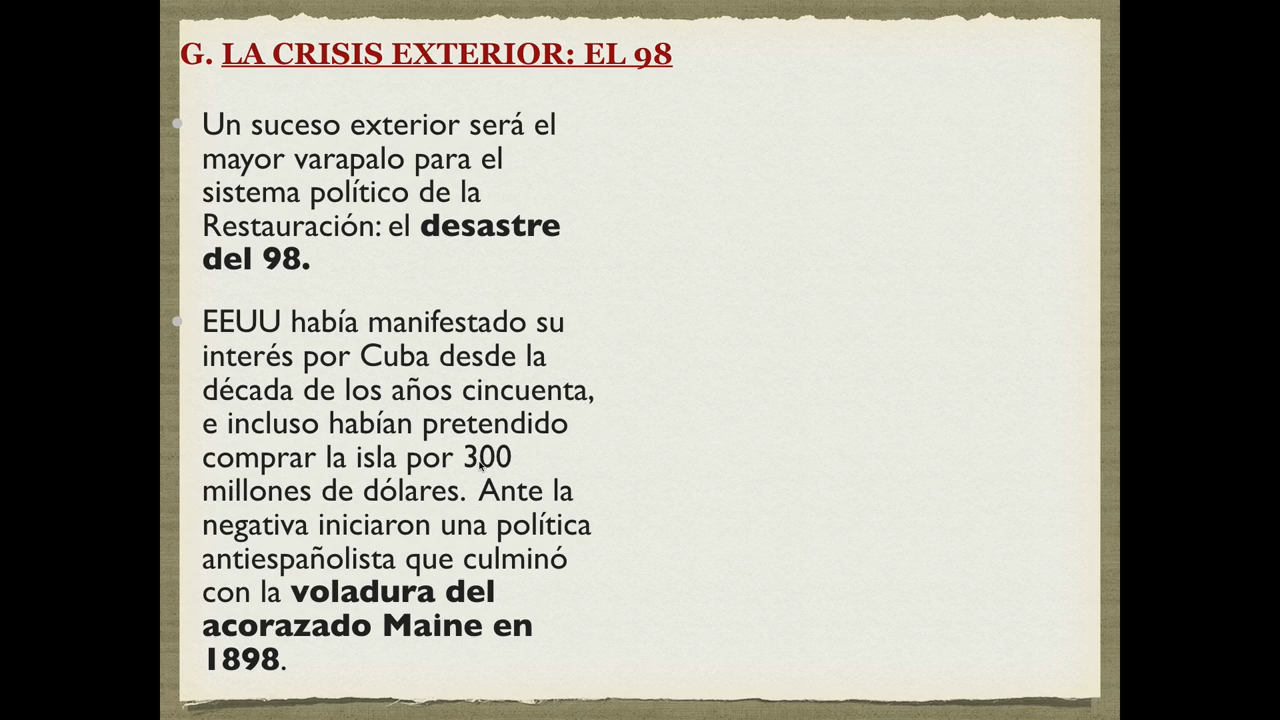 G. LA CRISIS EXTERIOR: EL 98
Un suceso exterior será el
mayor varapalo para el
sistema político de la
Restauración: el desastre
del 98.
EEUU había manifestado su
interés por Cuba desde la
década de los años cincuenta,
e incluso habían pretendido
comprar la isla por 300
millones de dólares. Ante la
negativa iniciaron una política
antiespañolista que culminó
con la voladura del
acorazado Maine en
1898.